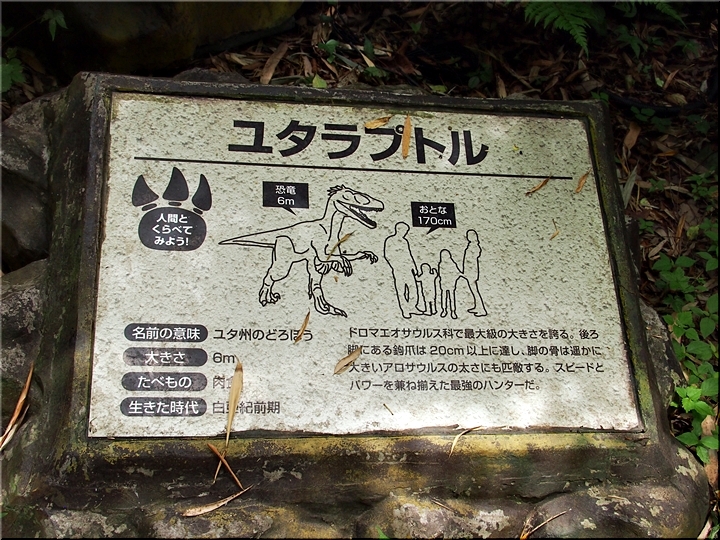 ユタラプトル
人間と
くらべて
みよう!
恐竜
6m
おとな
170cm
名前の意味 ユタ州のどろぼう
大きさ 6m
たべもの 肉食
生きた時代 白亜紀前期
ドロマエオサウルス科で最大級の大きさを誇る。後ろ
脚にある鉤爪は20cm以上に達し、脚の骨は遥かに
大きいアロサウルスの太さにも匹敵する。スピードと
パワーを兼ね揃えた最強のハンターだ。